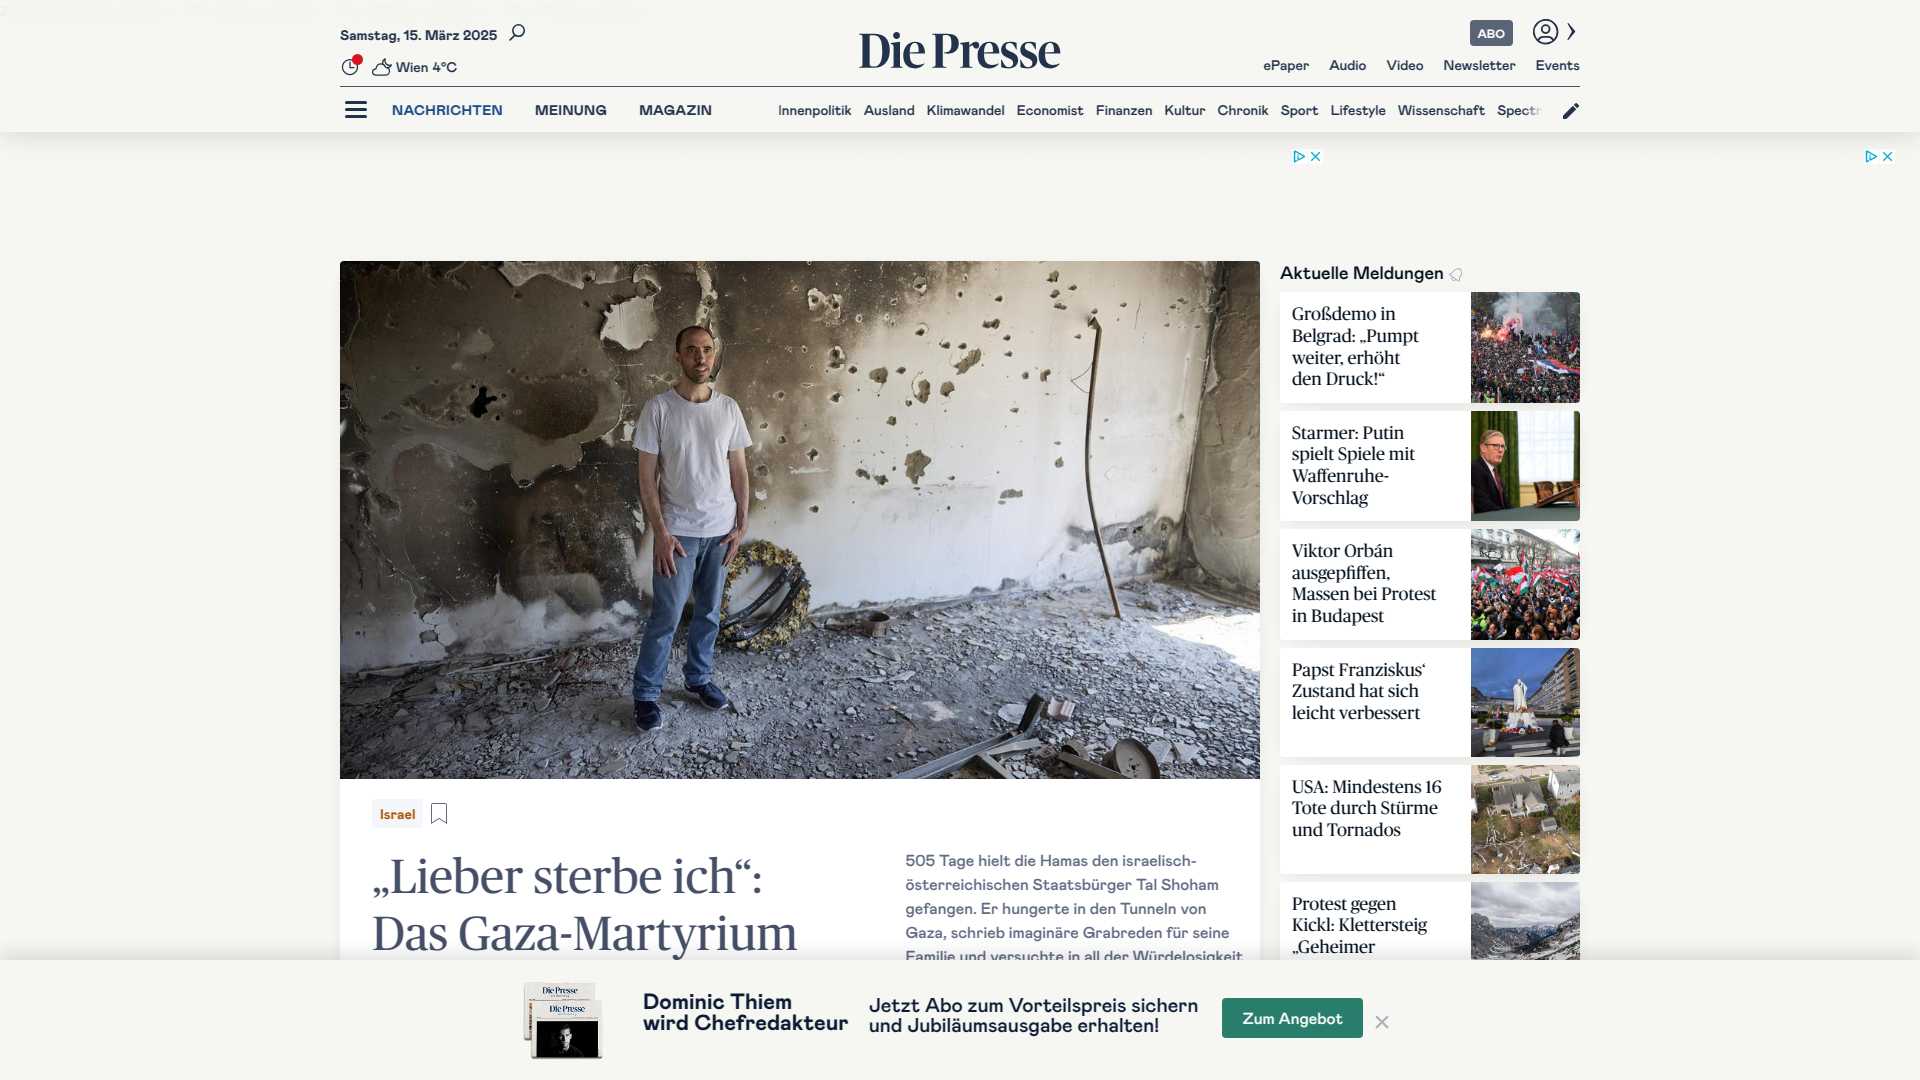 Samstag, 15. März 2025
Wien 4°C
Die Presse
ABO
ePaper Audio Video Newsletter Events
NACHRICHTEN MEINUNG MAGAZIN
Innenpolitik Ausland Klimawandel Economist Finanzen Kultur Chronik Sport Lifestyle Wissenschaft
Israel
„Lieber sterbe ich“:
Das Gaza-Martyrium
505 Tage hielt die Hamas den israelisch-
österreichischen Staatsbürger Tal Shoham
gefangen. Er hungerte in den Tunneln von
Gaza, schrieb imaginäre Grabreden für seine
Familie und versuchte in all der Würdelosigkeit
Aktuelle Meldungen
Großdemo in
Belgrad: „Pumpt
weiter, erhöht
den Druck!“
Starmer: Putin
spielt Spiele mit
Waffenruhe-
Vorschlag
Viktor Orbán
ausgepfiffen,
Massen bei Protest
in Budapest
Papst Franziskus‘
Zustand hat sich
leicht verbessert
USA: Mindestens 16
Tote durch Stürme
und Tornados
Protest gegen
Kickl: Klettersteig
„Geheimer
Die Presse
Die Presse
Dominic Thiem
wird Chefredakteur
Jetzt Abo zum Vorteilspreis sichern
und Jubiläumsausgabe erhalten!
Zum Angebot